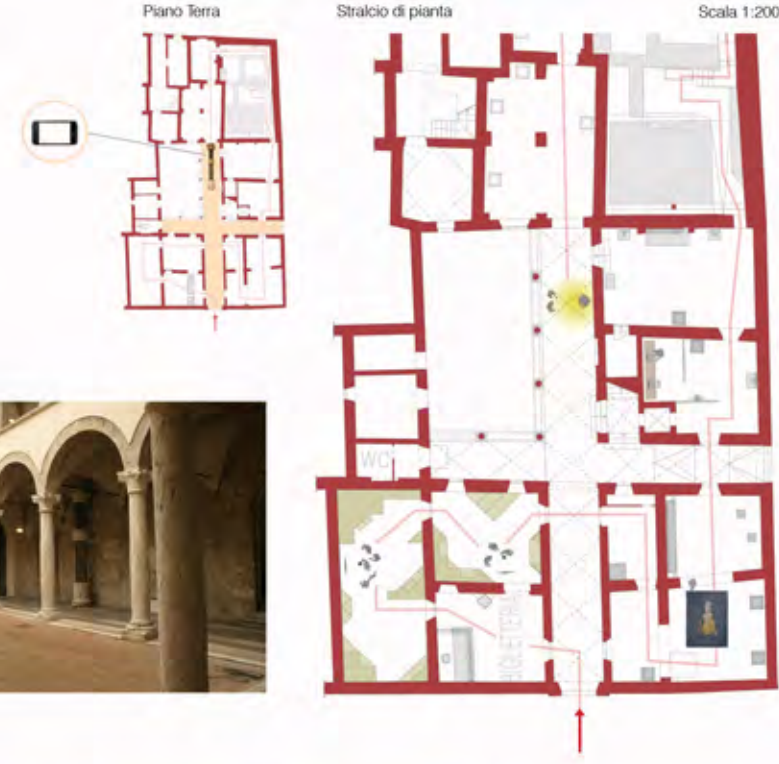 Piano Terra
Stralcio di pianta
Scala 1:200
WC
BIGLIETTERIA